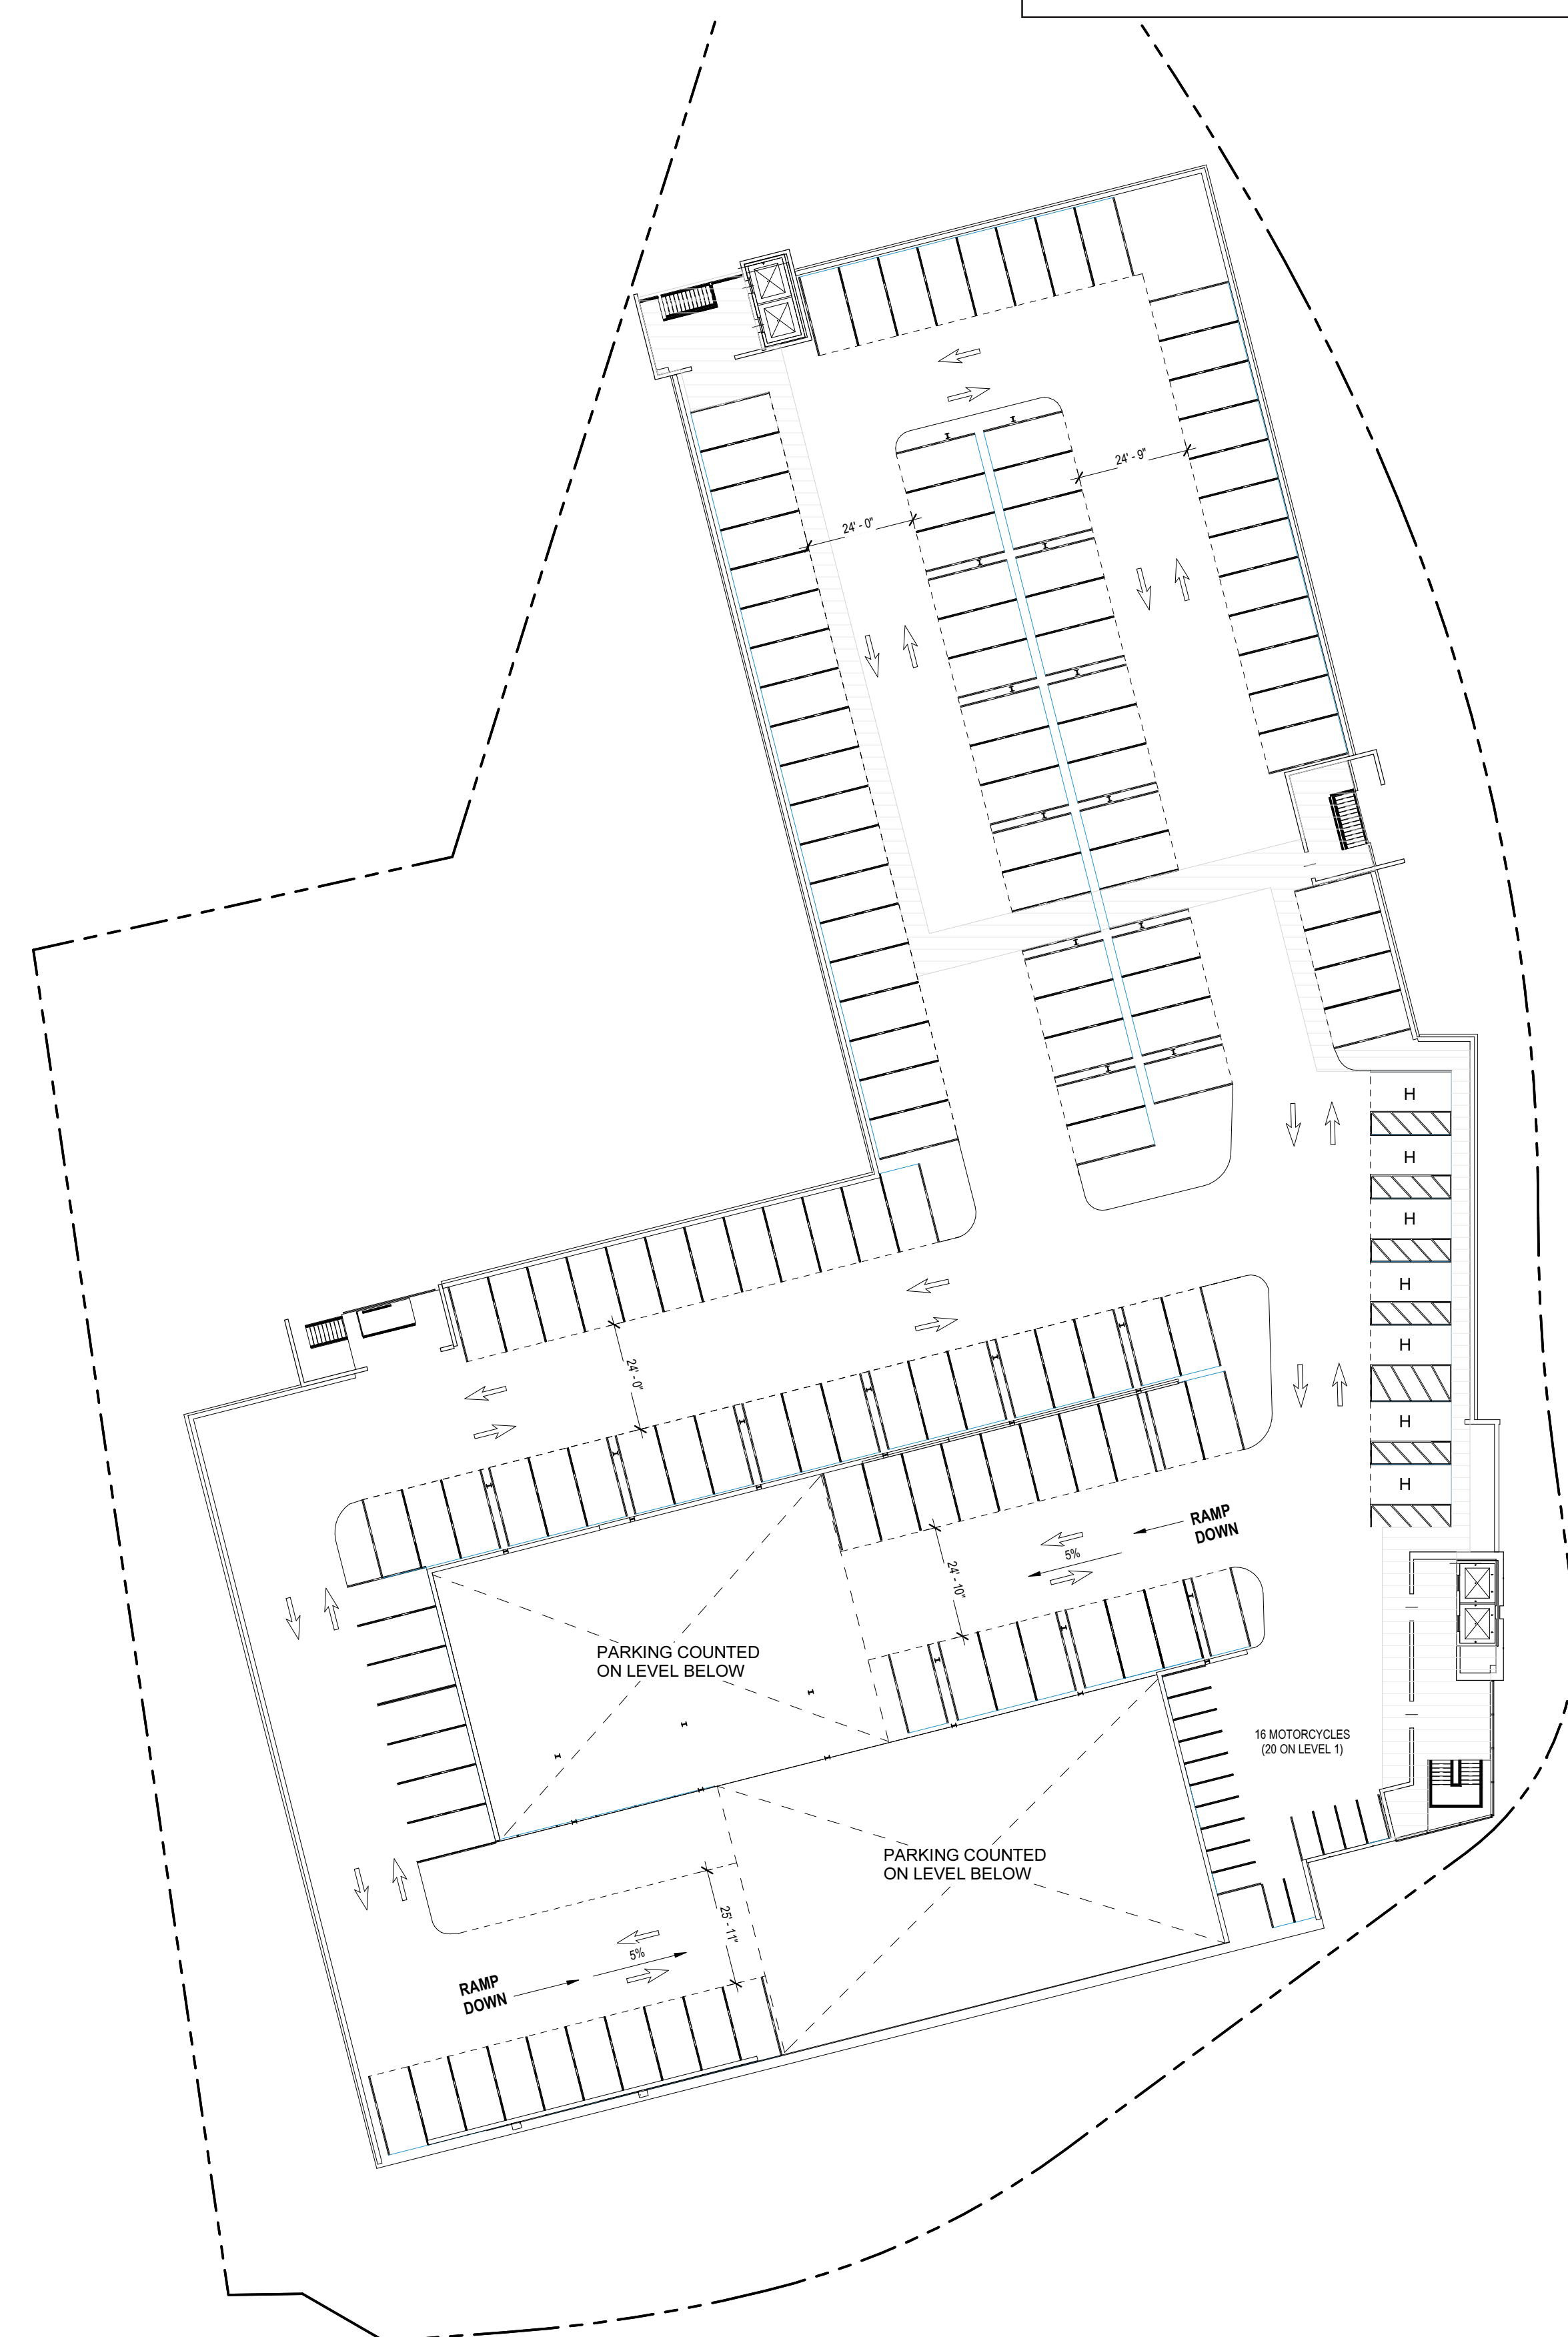 24' - 9"
24' - 0"
H
H
H
H
24' - 0"
H
H
H
RAMP
DOWN
5%
24' - 10"
PARKING COUNTED
ON LEVEL BELOW
16 MOTORCYCLES
(20 ON LEVEL 1)
PARKING COUNTED
ON LEVEL BELOW
25' - 11"
5%
RAMP
DOWN